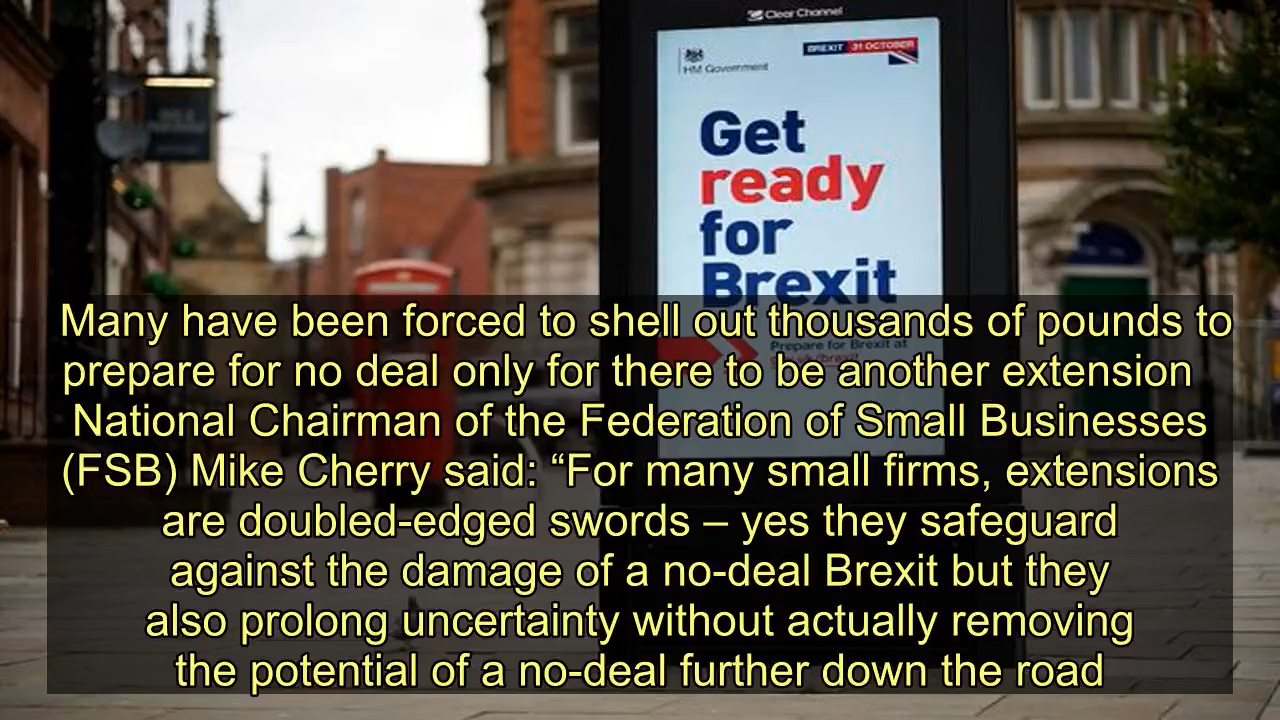 Clear Channel
HM Government
BREXIT 31 OCTOBER
Get
ready
for
Brexit
Prepare for Brexit at
Many have been forced to shell out thousands of pounds to
prepare for no deal only for there to be another extension
National Chairman of the Federation of Small Businesses
(FSB) Mike Cherry said: “For many small firms, extensions
are doubled-edged swords – yes they safeguard
against the damage of a no-deal Brexit but they
also prolong uncertainty without actually removing
the potential of a no-deal further down the road